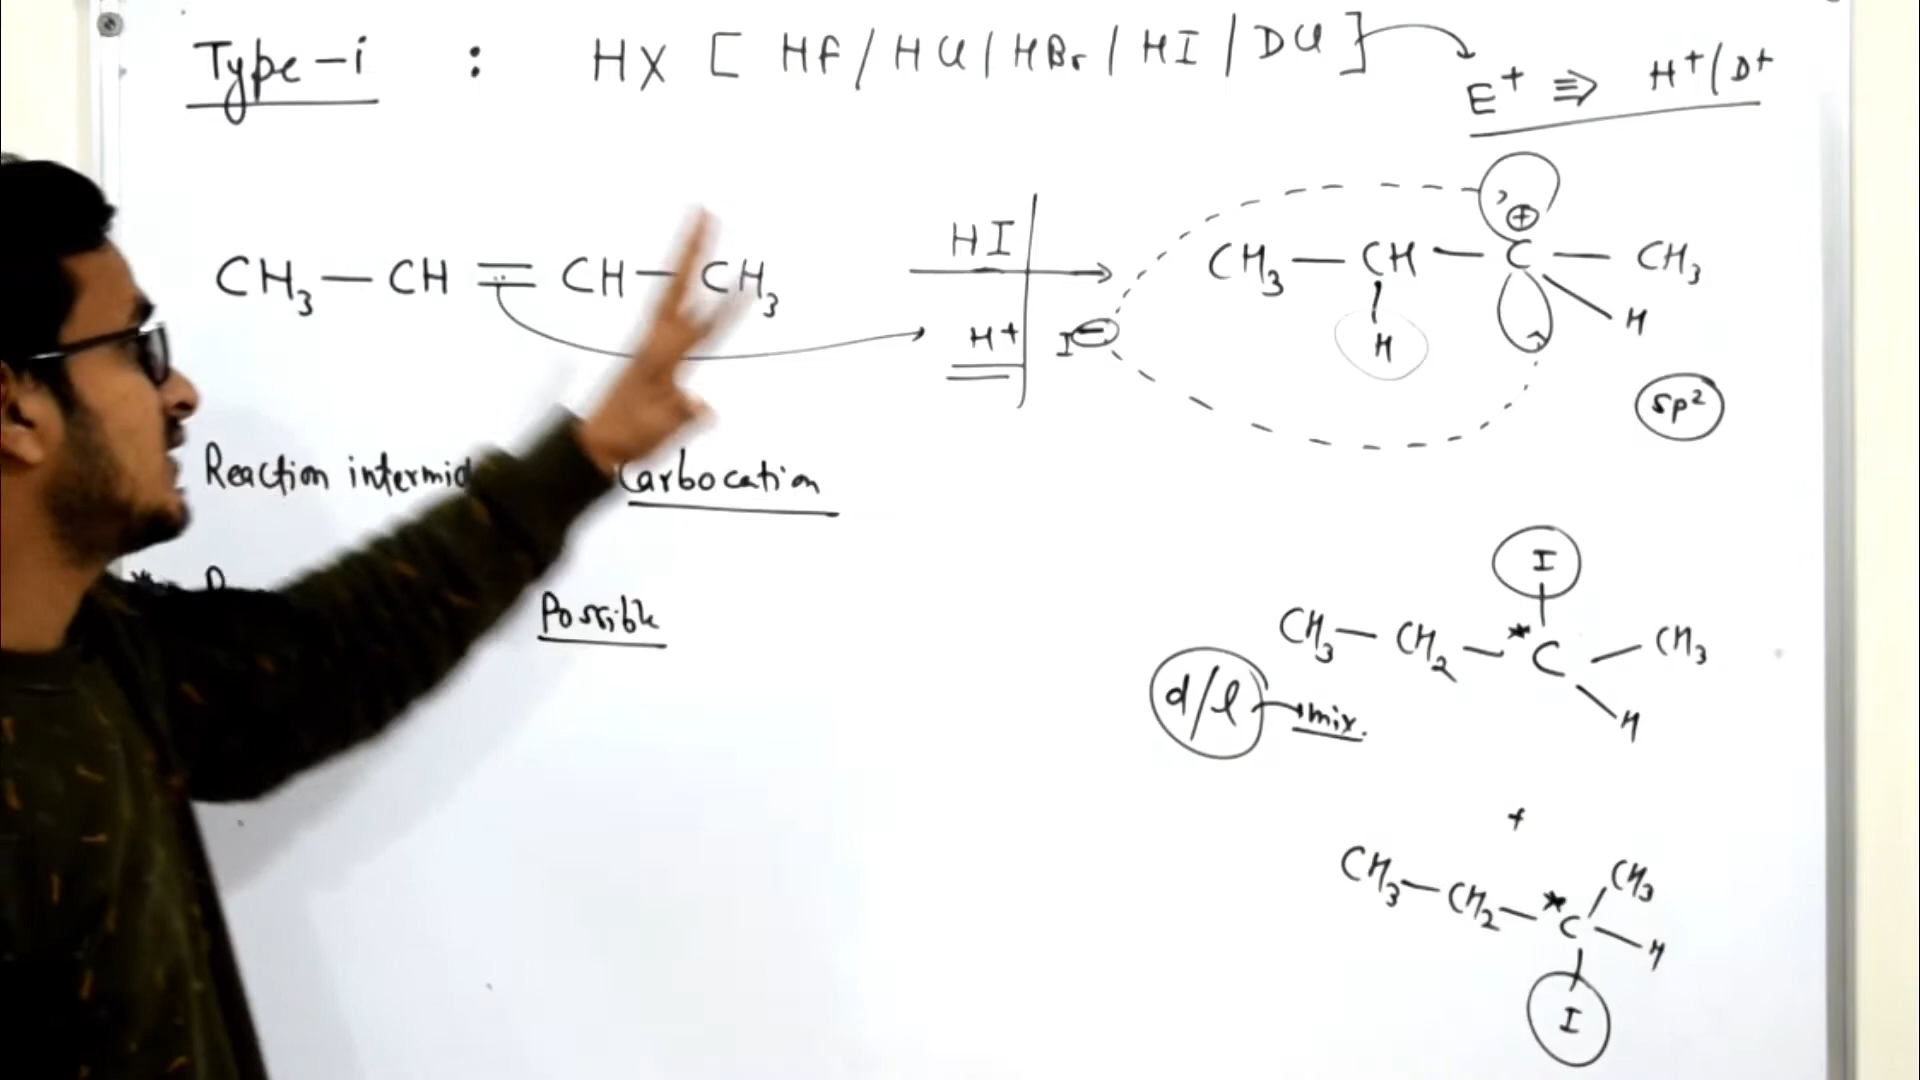 Type-i : HX [ HF/HCl/HBr/HI/DCl] E⁺ ⇛ H⁺/D⁺
CH₃—CH=CH—CH₃
HI
H⁺
I⊖
CH₃—CH—C—CH₃
⊕
H
H
sp²
Reaction intermid
Carbocation
Possible
I
CH₃—CH₂—*C—CH₃
H
d/l → mix.
+
CH₃—CH₂—*C
CH₃
H
I